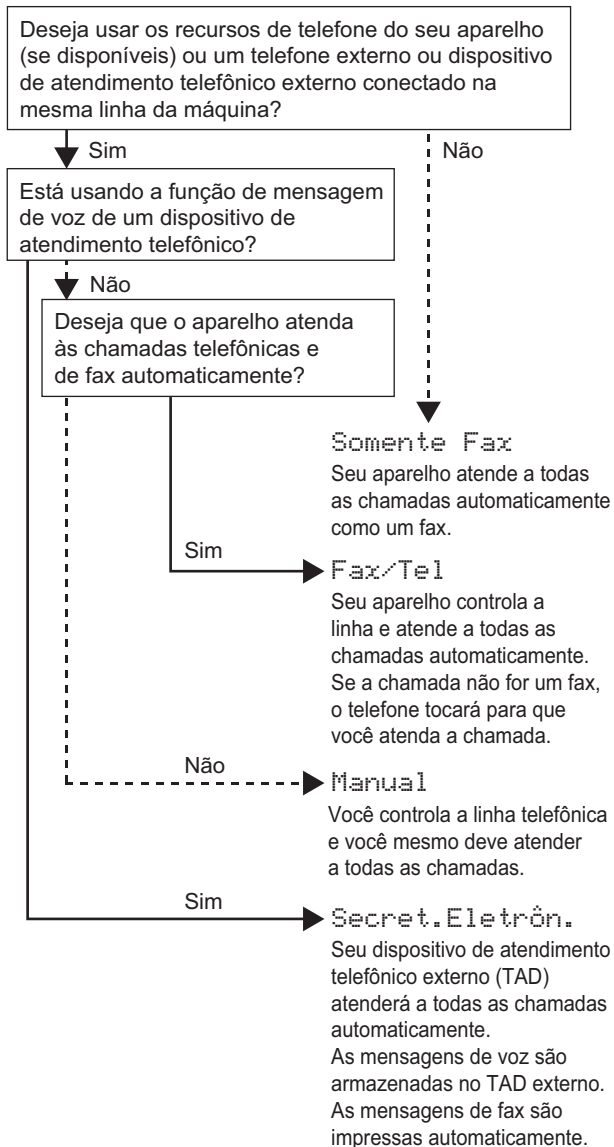 Deseja usar os recursos de telefone do seu aparelho
(se disponíveis) ou um telefone externo ou dispositivo
de atendimento telefônico externo conectado na
mesma linha da máquina?
Sim
Não
Está usando a função de mensagem
de voz de um dispositivo de
atendimento telefônico?
Não
Deseja que o aparelho atenda
às chamadas telefônicas e
de fax automaticamente?
Somente Fax
Seu aparelho atende a todas
as chamadas automaticamente
como um fax.
Sim
Fax/Tel
Seu aparelho controla a
linha e atende a todas as
chamadas automaticamente.
Se a chamada não for um fax,
o telefone tocará para que
você atenda a chamada.
Não
Manual
Você controla a linha telefônica
e você mesmo deve atender
a todas as chamadas.
Sim
Secret.Eletrôn.
Seu dispositivo de atendimento
telefônico externo (TAD)
atenderá a todas as chamadas
automaticamente.
As mensagens de voz são
armazenadas no TAD externo.
As mensagens de fax são
impressas automaticamente.